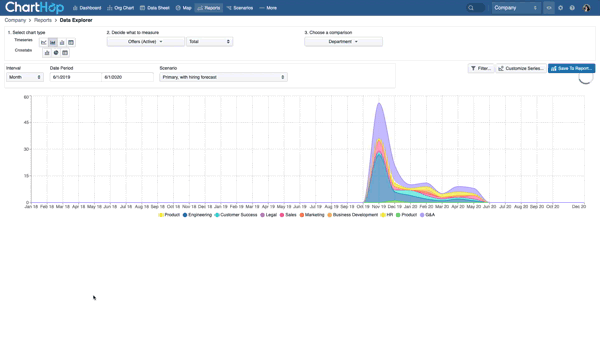 ChartHop Dashboard Org Chart Data Sheet Map Reports Scenarios More Company
Company > Reports > Data Explorer
1. Select chart type 2. Decide what to measure 3. Choose a comparison
Timeseries
Offers (Active) Total Department
Crosstabs
Interval Date Period Scenario
Month 6/1/2019 6/1/2020 Primary, with hiring forecast
Filter... Customize Series... Save To Report...
60
45
30
15
0
Jan 18 Feb 18 Mar 18 Apr 18 May 18 Jun 18 Jul 18 Aug 18 Sep 18 Oct 18 Nov 18 Dec 18 Jan 19 Feb 19 Mar 19 Apr 19 May 19 Jun 19 Jul 19 Aug 19 Sep 19 Oct 19 Nov 19 Dec 19 Jan 20 Feb 20 Mar 20 Apr 20 May 20 Jun 20 Jul 20 Aug 20 Sep 20 Oct 20 Dec 20
Product Engineering Customer Success Legal Sales Marketing Business Development HR Product G&A